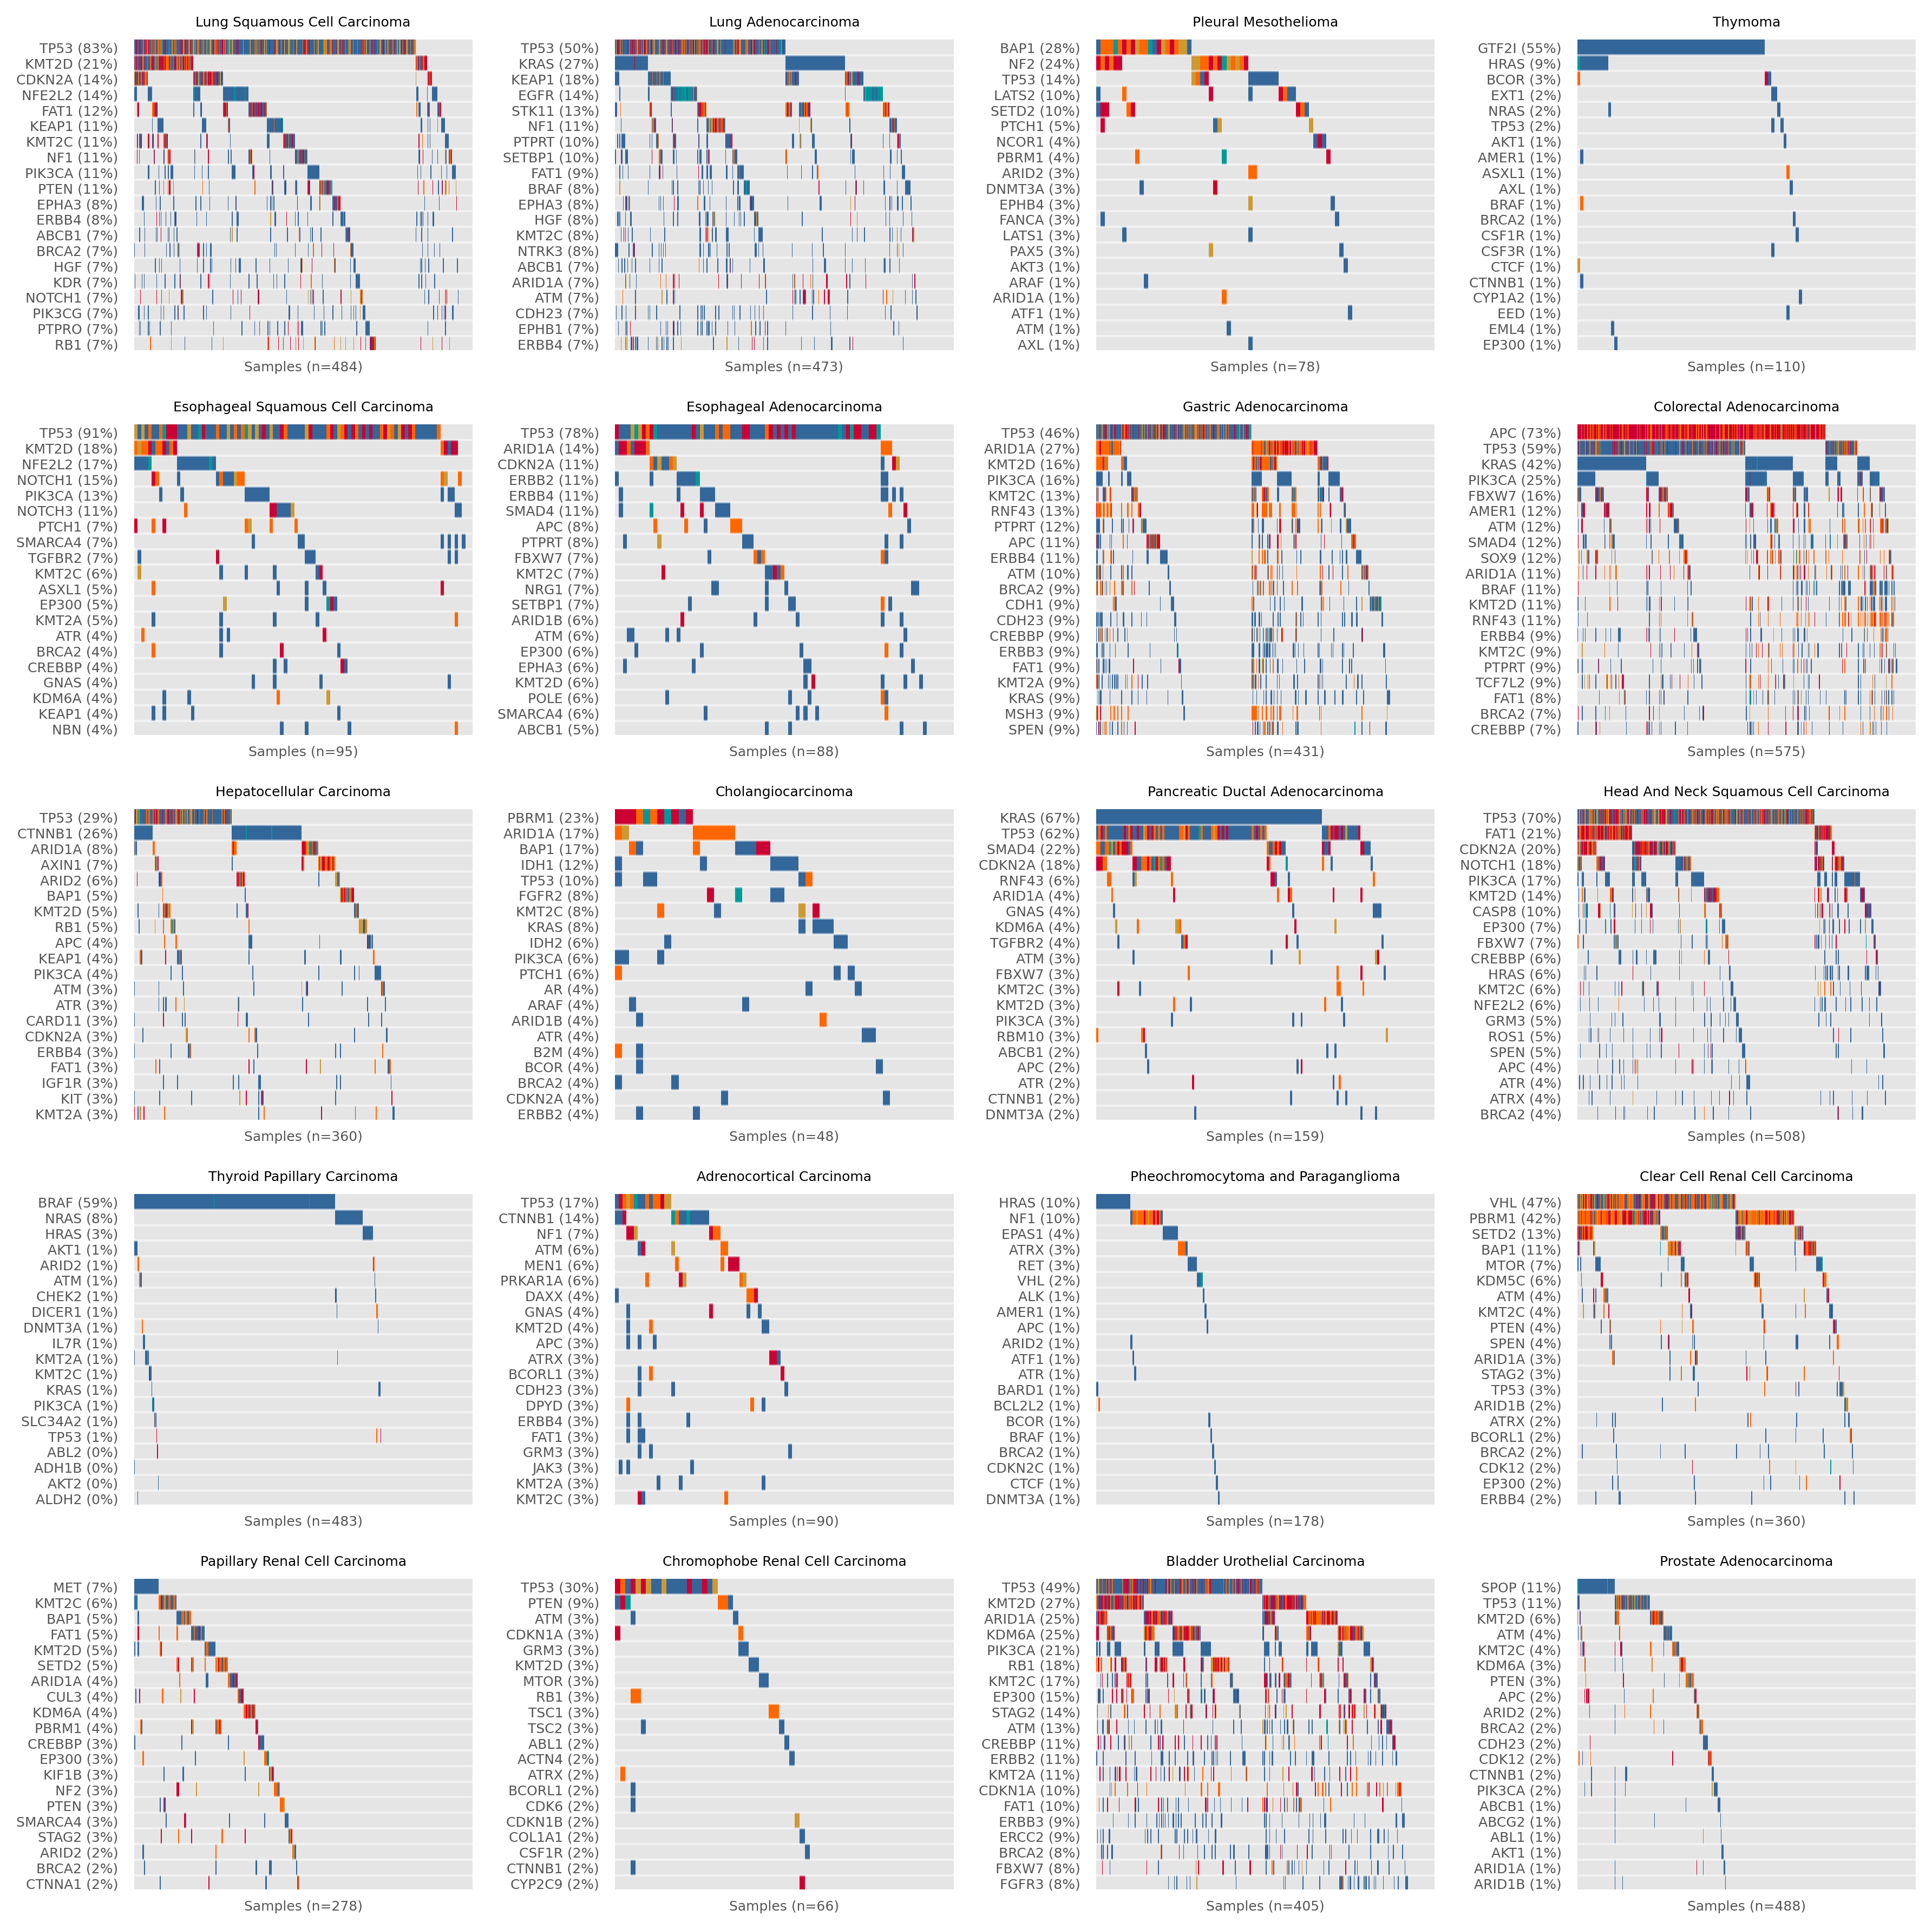 Lung Squamous Cell Carcinoma
TP53 (83%)
KMT2D (21%)
CDKN2A (14%)
NFE2L2 (14%)
FAT1 (12%)
KEAP1 (11%)
KMT2C (11%)
NF1 (11%)
PIK3CA (11%)
PTEN (11%)
EPHA3 (8%)
ERBB4 (8%)
ABCB1 (7%)
BRCA2 (7%)
HGF (7%)
KDR (7%)
NOTCH1 (7%)
PIK3CG (7%)
PTPRO (7%)
RB1 (7%)
Samples (n=484)
Lung Adenocarcinoma
TP53 (50%)
KRAS (27%)
KEAP1 (18%)
EGFR (14%)
STK11 (13%)
NF1 (11%)
PTPRT (10%)
SETBP1 (10%)
FAT1 (9%)
BRAF (8%)
EPHA3 (8%)
HGF (8%)
KMT2C (8%)
NTRK3 (8%)
ABCB1 (7%)
ARID1A (7%)
ATM (7%)
CDH23 (7%)
EPHB1 (7%)
ERBB4 (7%)
Samples (n=473)
Pleural Mesothelioma
BAP1 (28%)
NF2 (24%)
TP53 (14%)
LATS2 (10%)
SETD2 (10%)
PTCH1 (5%)
NCOR1 (4%)
PBRM1 (4%)
ARID2 (3%)
DNMT3A (3%)
EPHB4 (3%)
FANCA (3%)
LATS1 (3%)
PAX5 (3%)
AKT3 (1%)
ARAF (1%)
ARID1A (1%)
ATF1 (1%)
ATM (1%)
AXL (1%)
Samples (n=78)
Thymoma
GTF2I (55%)
HRAS (9%)
BCOR (3%)
EXT1 (2%)
NRAS (2%)
TP53 (2%)
AKT1 (1%)
AMER1 (1%)
ASXL1 (1%)
AXL (1%)
BRAF (1%)
BRCA2 (1%)
CSF1R (1%)
CSF3R (1%)
CTCF (1%)
CTNNB1 (1%)
CYP1A2 (1%)
EED (1%)
EML4 (1%)
EP300 (1%)
Samples (n=110)
Esophageal Squamous Cell Carcinoma
TP53 (91%)
KMT2D (18%)
NFE2L2 (17%)
NOTCH1 (15%)
PIK3CA (13%)
NOTCH3 (11%)
PTCH1 (7%)
SMARCA4 (7%)
TGFBR2 (7%)
KMT2C (6%)
ASXL1 (5%)
EP300 (5%)
KMT2A (5%)
ATR (4%)
BRCA2 (4%)
CREBBP (4%)
GNAS (4%)
KDM6A (4%)
KEAP1 (4%)
NBN (4%)
Samples (n=95)
Esophageal Adenocarcinoma
TP53 (78%)
ARID1A (14%)
CDKN2A (11%)
ERBB2 (11%)
ERBB4 (11%)
SMAD4 (11%)
APC (8%)
PTPRT (8%)
FBXW7 (7%)
KMT2C (7%)
NRG1 (7%)
SETBP1 (7%)
ARID1B (6%)
ATM (6%)
EP300 (6%)
EPHA3 (6%)
KMT2D (6%)
POLE (6%)
SMARCA4 (6%)
ABCB1 (5%)
Samples (n=88)
Gastric Adenocarcinoma
TP53 (46%)
ARID1A (27%)
KMT2D (16%)
PIK3CA (16%)
KMT2C (13%)
RNF43 (13%)
PTPRT (12%)
APC (11%)
ERBB4 (11%)
ATM (10%)
BRCA2 (9%)
CDH1 (9%)
CDH23 (9%)
CREBBP (9%)
ERBB3 (9%)
FAT1 (9%)
KMT2A (9%)
KRAS (9%)
MSH3 (9%)
SPEN (9%)
Samples (n=431)
Colorectal Adenocarcinoma
APC (73%)
TP53 (59%)
KRAS (42%)
PIK3CA (25%)
FBXW7 (16%)
AMER1 (12%)
ATM (12%)
SMAD4 (12%)
SOX9 (12%)
ARID1A (11%)
BRAF (11%)
KMT2D (11%)
RNF43 (11%)
ERBB4 (9%)
KMT2C (9%)
PTPRT (9%)
TCF7L2 (9%)
FAT1 (8%)
BRCA2 (7%)
CREBBP (7%)
Samples (n=575)
Hepatocellular Carcinoma
TP53 (29%)
CTNNB1 (26%)
ARID1A (8%)
AXIN1 (7%)
ARID2 (6%)
BAP1 (5%)
KMT2D (5%)
RB1 (5%)
APC (4%)
KEAP1 (4%)
PIK3CA (4%)
ATM (3%)
ATR (3%)
CARD11 (3%)
CDKN2A (3%)
ERBB4 (3%)
FAT1 (3%)
IGF1R (3%)
KIT (3%)
KMT2A (3%)
Samples (n=360)
Cholangiocarcinoma
PBRM1 (23%)
ARID1A (17%)
BAP1 (17%)
IDH1 (12%)
TP53 (10%)
FGFR2 (8%)
KMT2C (8%)
KRAS (8%)
IDH2 (6%)
PIK3CA (6%)
PTCH1 (6%)
AR (4%)
ARAF (4%)
ARID1B (4%)
ATR (4%)
B2M (4%)
BCOR (4%)
BRCA2 (4%)
CDKN2A (4%)
ERBB2 (4%)
Samples (n=48)
Pancreatic Ductal Adenocarcinoma
KRAS (67%)
TP53 (62%)
SMAD4 (22%)
CDKN2A (18%)
RNF43 (6%)
ARID1A (4%)
GNAS (4%)
KDM6A (4%)
TGFBR2 (4%)
ATM (3%)
FBXW7 (3%)
KMT2C (3%)
KMT2D (3%)
PIK3CA (3%)
RBM10 (3%)
ABCB1 (2%)
APC (2%)
ATR (2%)
CTNNB1 (2%)
DNMT3A (2%)
Samples (n=159)
Head And Neck Squamous Cell Carcinoma
TP53 (70%)
FAT1 (21%)
CDKN2A (20%)
NOTCH1 (18%)
PIK3CA (17%)
KMT2D (14%)
CASP8 (10%)
EP300 (7%)
FBXW7 (7%)
CREBBP (6%)
HRAS (6%)
KMT2C (6%)
NFE2L2 (6%)
GRM3 (5%)
ROS1 (5%)
SPEN (5%)
APC (4%)
ATR (4%)
ATRX (4%)
BRCA2 (4%)
Samples (n=508)
Thyroid Papillary Carcinoma
BRAF (59%)
NRAS (8%)
HRAS (3%)
AKT1 (1%)
ARID2 (1%)
ATM (1%)
CHEK2 (1%)
DICER1 (1%)
DNMT3A (1%)
IL7R (1%)
KMT2A (1%)
KMT2C (1%)
KRAS (1%)
PIK3CA (1%)
SLC34A2 (1%)
TP53 (1%)
ABL2 (0%)
ADH1B (0%)
AKT2 (0%)
ALDH2 (0%)
Samples (n=483)
Adrenocortical Carcinoma
TP53 (17%)
CTNNB1 (14%)
NF1 (7%)
ATM (6%)
MEN1 (6%)
PRKAR1A (6%)
DAXX (4%)
GNAS (4%)
KMT2D (4%)
APC (3%)
ATRX (3%)
BCORL1 (3%)
CDH23 (3%)
DPYD (3%)
ERBB4 (3%)
FAT1 (3%)
GRM3 (3%)
JAK3 (3%)
KMT2A (3%)
KMT2C (3%)
Samples (n=90)
Pheochromocytoma and Paraganglioma
HRAS (10%)
NF1 (10%)
EPAS1 (4%)
ATRX (3%)
RET (3%)
VHL (2%)
ALK (1%)
AMER1 (1%)
APC (1%)
ARID2 (1%)
ATF1 (1%)
ATR (1%)
BARD1 (1%)
BCL2L2 (1%)
BCOR (1%)
BRAF (1%)
BRCA2 (1%)
CDKN2C (1%)
CTCF (1%)
DNMT3A (1%)
Samples (n=178)
Clear Cell Renal Cell Carcinoma
VHL (47%)
PBRM1 (42%)
SETD2 (13%)
BAP1 (11%)
MTOR (7%)
KDM5C (6%)
ATM (4%)
KMT2C (4%)
PTEN (4%)
SPEN (4%)
ARID1A (3%)
STAG2 (3%)
TP53 (3%)
ARID1B (2%)
ATRX (2%)
BCORL1 (2%)
BRCA2 (2%)
CDK12 (2%)
EP300 (2%)
ERBB4 (2%)
Samples (n=360)
Papillary Renal Cell Carcinoma
MET (7%)
KMT2C (6%)
BAP1 (5%)
FAT1 (5%)
KMT2D (5%)
SETD2 (5%)
ARID1A (4%)
CUL3 (4%)
KDM6A (4%)
PBRM1 (4%)
CREBBP (3%)
EP300 (3%)
KIF1B (3%)
NF2 (3%)
PTEN (3%)
SMARCA4 (3%)
STAG2 (3%)
ARID2 (2%)
BRCA2 (2%)
CTNNA1 (2%)
Samples (n=278)
Chromophobe Renal Cell Carcinoma
TP53 (30%)
PTEN (9%)
ATM (3%)
CDKN1A (3%)
GRM3 (3%)
KMT2D (3%)
MTOR (3%)
RB1 (3%)
TSC1 (3%)
TSC2 (3%)
ABL1 (2%)
ACTN4 (2%)
ATRX (2%)
BCORL1 (2%)
CDK6 (2%)
CDKN1B (2%)
COL1A1 (2%)
CSF1R (2%)
CTNNB1 (2%)
CYP2C9 (2%)
Samples (n=66)
Bladder Urothelial Carcinoma
TP53 (49%)
KMT2D (27%)
ARID1A (25%)
KDM6A (25%)
PIK3CA (21%)
RB1 (18%)
KMT2C (17%)
EP300 (15%)
STAG2 (14%)
ATM (13%)
CREBBP (11%)
ERBB2 (11%)
KMT2A (11%)
CDKN1A (10%)
FAT1 (10%)
ERBB3 (9%)
ERCC2 (9%)
BRCA2 (8%)
FBXW7 (8%)
FGFR3 (8%)
Samples (n=405)
Prostate Adenocarcinoma
SPOP (11%)
TP53 (11%)
KMT2D (6%)
ATM (4%)
KMT2C (4%)
KDM6A (3%)
PTEN (3%)
APC (2%)
ARID2 (2%)
BRCA2 (2%)
CDH23 (2%)
CDK12 (2%)
CTNNB1 (2%)
PIK3CA (2%)
ABCB1 (1%)
ABCG2 (1%)
ABL1 (1%)
AKT1 (1%)
ARID1A (1%)
ARID1B (1%)
Samples (n=488)